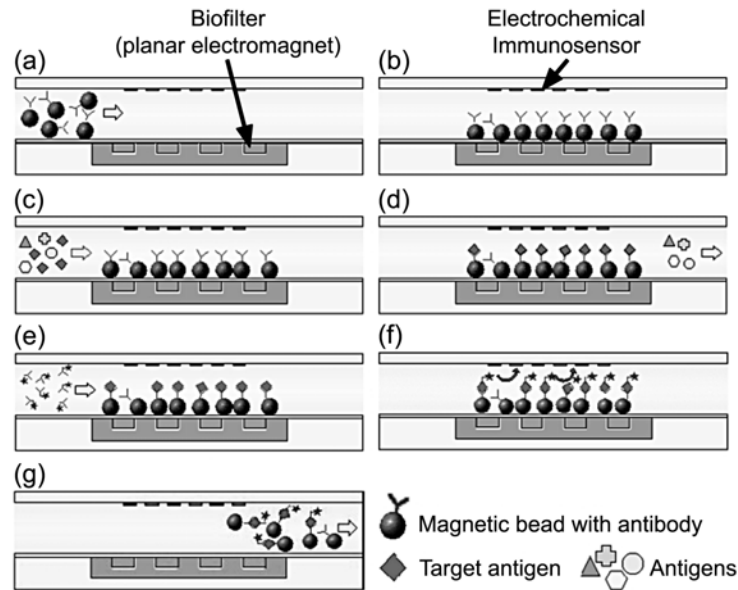 Biofilter
(planar electromagnet)
Electrochemical
Immunosensor
(a)
(b)
(c)
(d)
(e)
(f)
(g)
Magnetic bead with antibody
Target antigen
Antigens